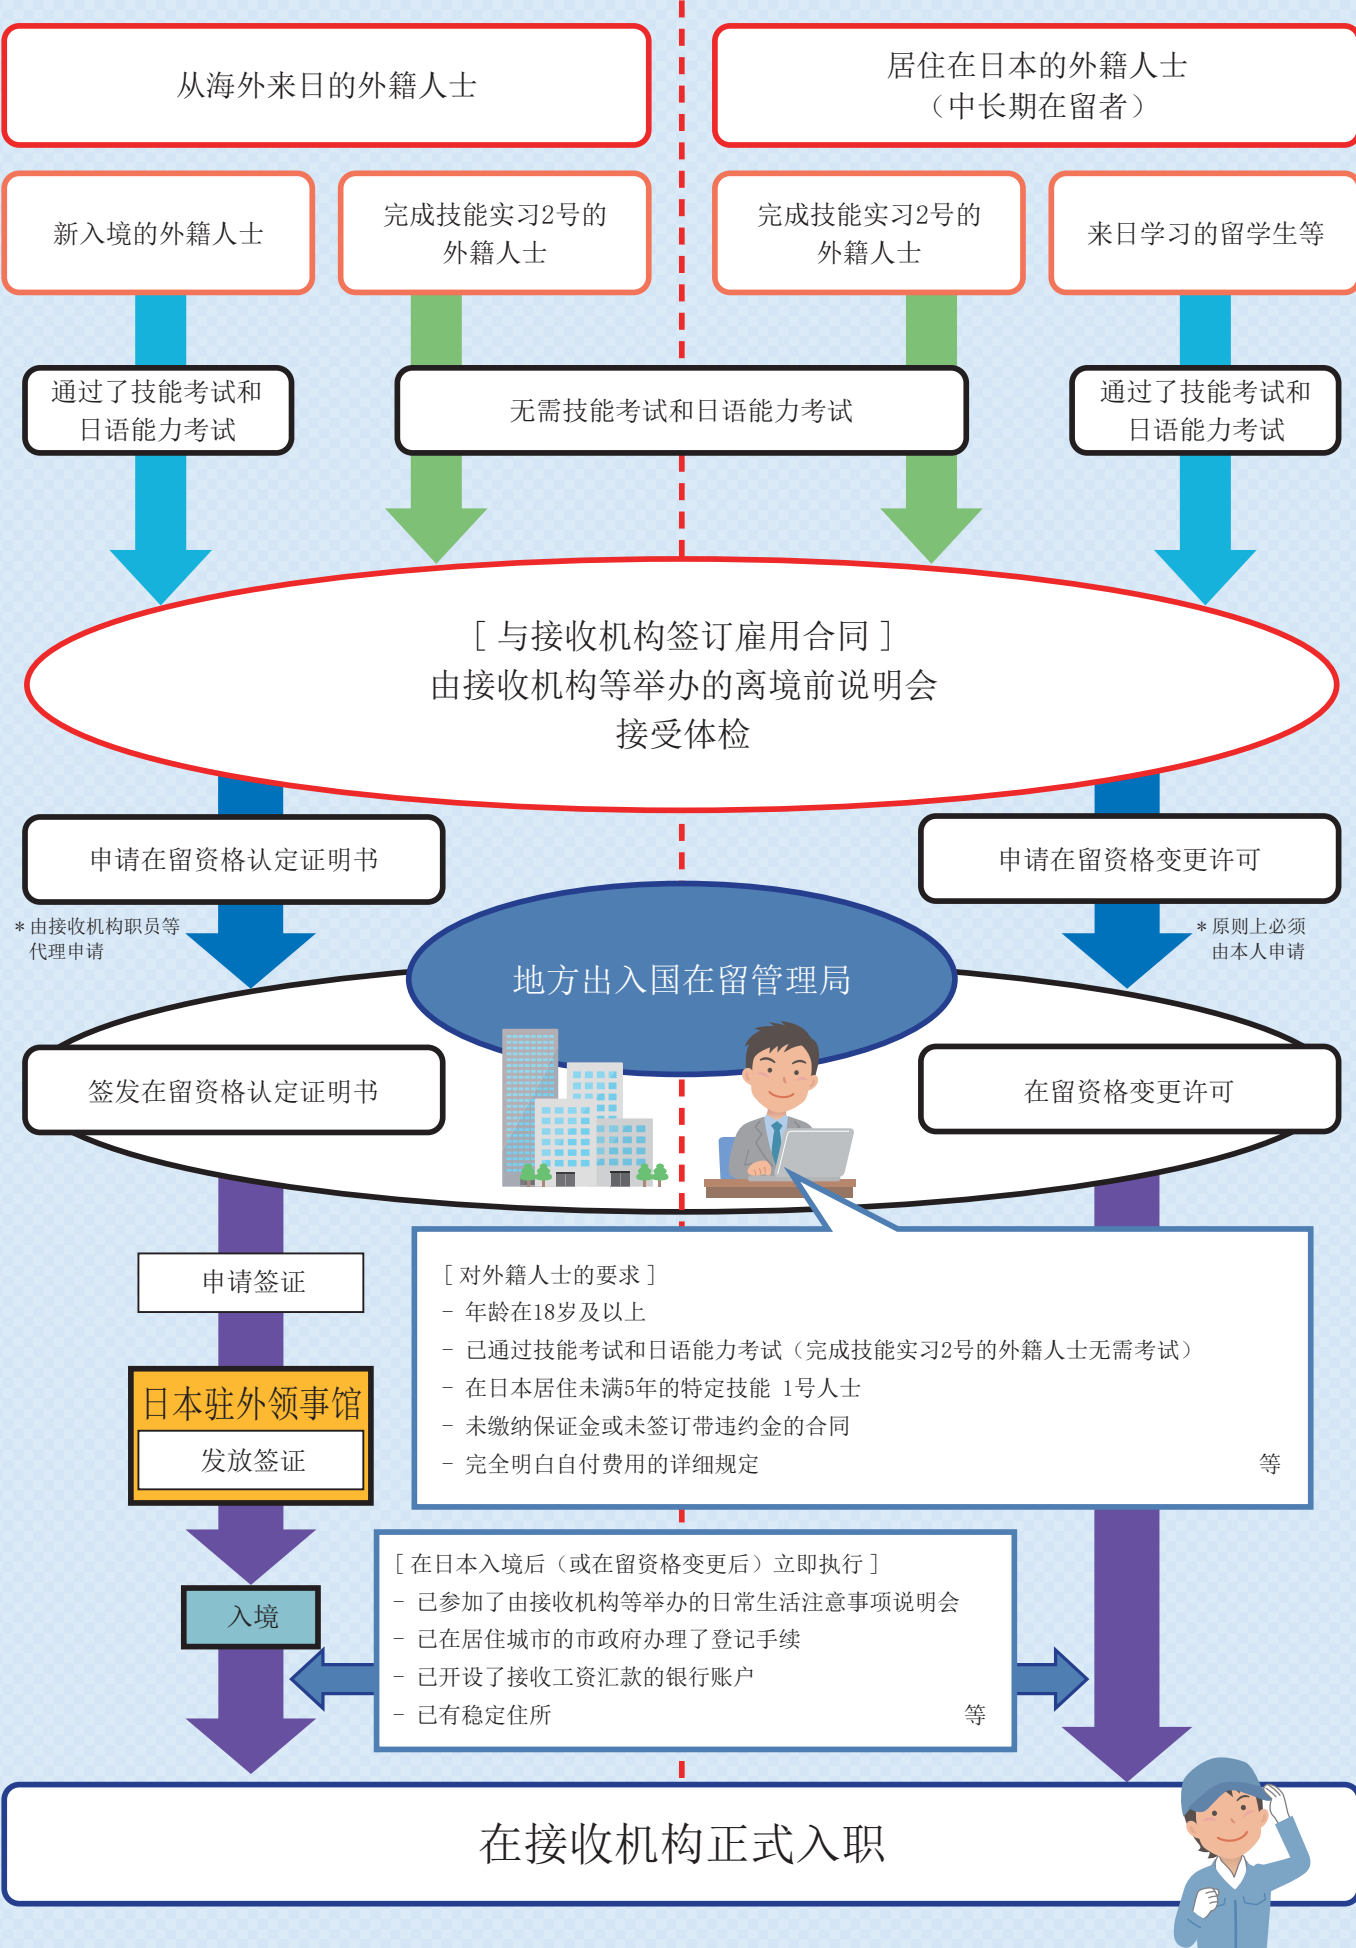 从海外来日的外籍人士
居住在日本的外籍人士
（中长期在留者）
新入境的外籍人士
完成技能实习2号的
外籍人士
完成技能实习2号的
外籍人士
来日学习的留学生等
通过了技能考试和
日语能力考试
无需技能考试和日语能力考试
通过了技能考试和
日语能力考试
［与接收机构签订雇用合同］
由接收机构等举办的离境前说明会
接受体检
申请在留资格认定证明书
申请在留资格变更许可
＊由接收机构职员等
代理申请
＊原则上必须
由本人申请
地方出入国在留管理局
签发在留资格认定证明书
在留资格变更许可
申请签证
日本驻外领事馆
发放签证
［对外籍人士的要求］
- 年龄在18岁及以上
- 已通过技能考试和日语能力考试（完成技能实习2号的外籍人士无需考试）
- 在日本居住未满5年的特定技能 1号人士
- 未缴纳保证金或未签订带违约金的合同
- 完全明白自付费用的详细规定 等
［在日本入境后（或在留资格变更后）立即执行］
- 已参加了由接收机构等举办的日常生活注意事项说明会
- 已在居住城市的市政府办理了登记手续
- 已开设了接收工资汇款的银行账户
- 已有稳定住所 等
入境
在接收机构正式入职